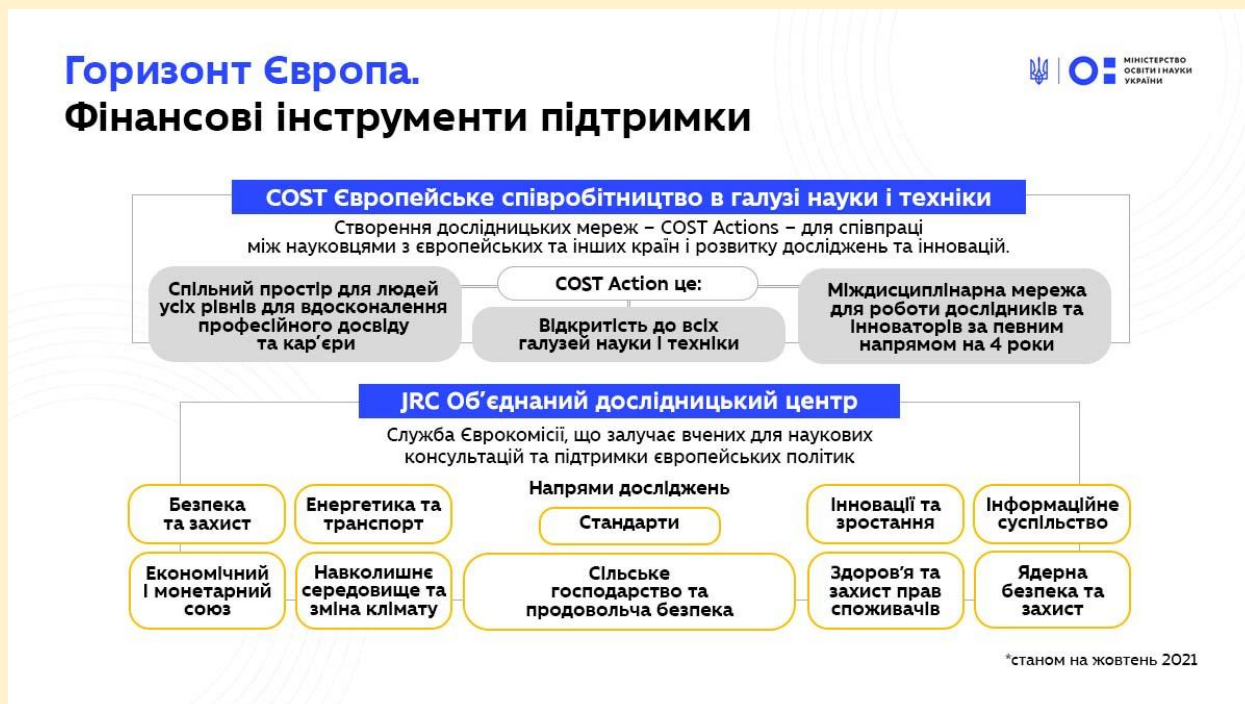 Горизонт Європа.
Фінансові інструменти підтримки
МІНІСТЕРСТВО
ОСВІТИ І НАУКИ
УКРАЇНИ
COST Європейське співробітництво в галузі науки і техніки
Створення дослідницьких мереж – COST Actions – для співпраці
між науковцями з європейських та інших країн і розвитку досліджень та інновацій.
COST Action це:
Спільний простір для людей
усіх рівнів для вдосконалення
професійного досвіду
та кар’єри
Відкритість до всіх
галузей науки і техніки
Міждисциплінарна мережа
для роботи дослідників та
інноваторів за певним
напрямом на 4 роки
JRC Об’єднаний дослідницький центр
Служба Єврокомісії, що залучає вчених для наукових
консультацій та підтримки європейських політик
Напрями досліджень
Безпека
та захист
Енергетика та
транспорт
Стандарти
Інновації та
зростання
Інформаційне
суспільство
Економічний
і монетарний
союз
Навколишнє
середовище та
зміна клімату
Сільське
господарство та
продовольча безпека
Здоров’я та
захист прав
споживачів
Ядерна
безпека та
захист
*станом на жовтень 2021